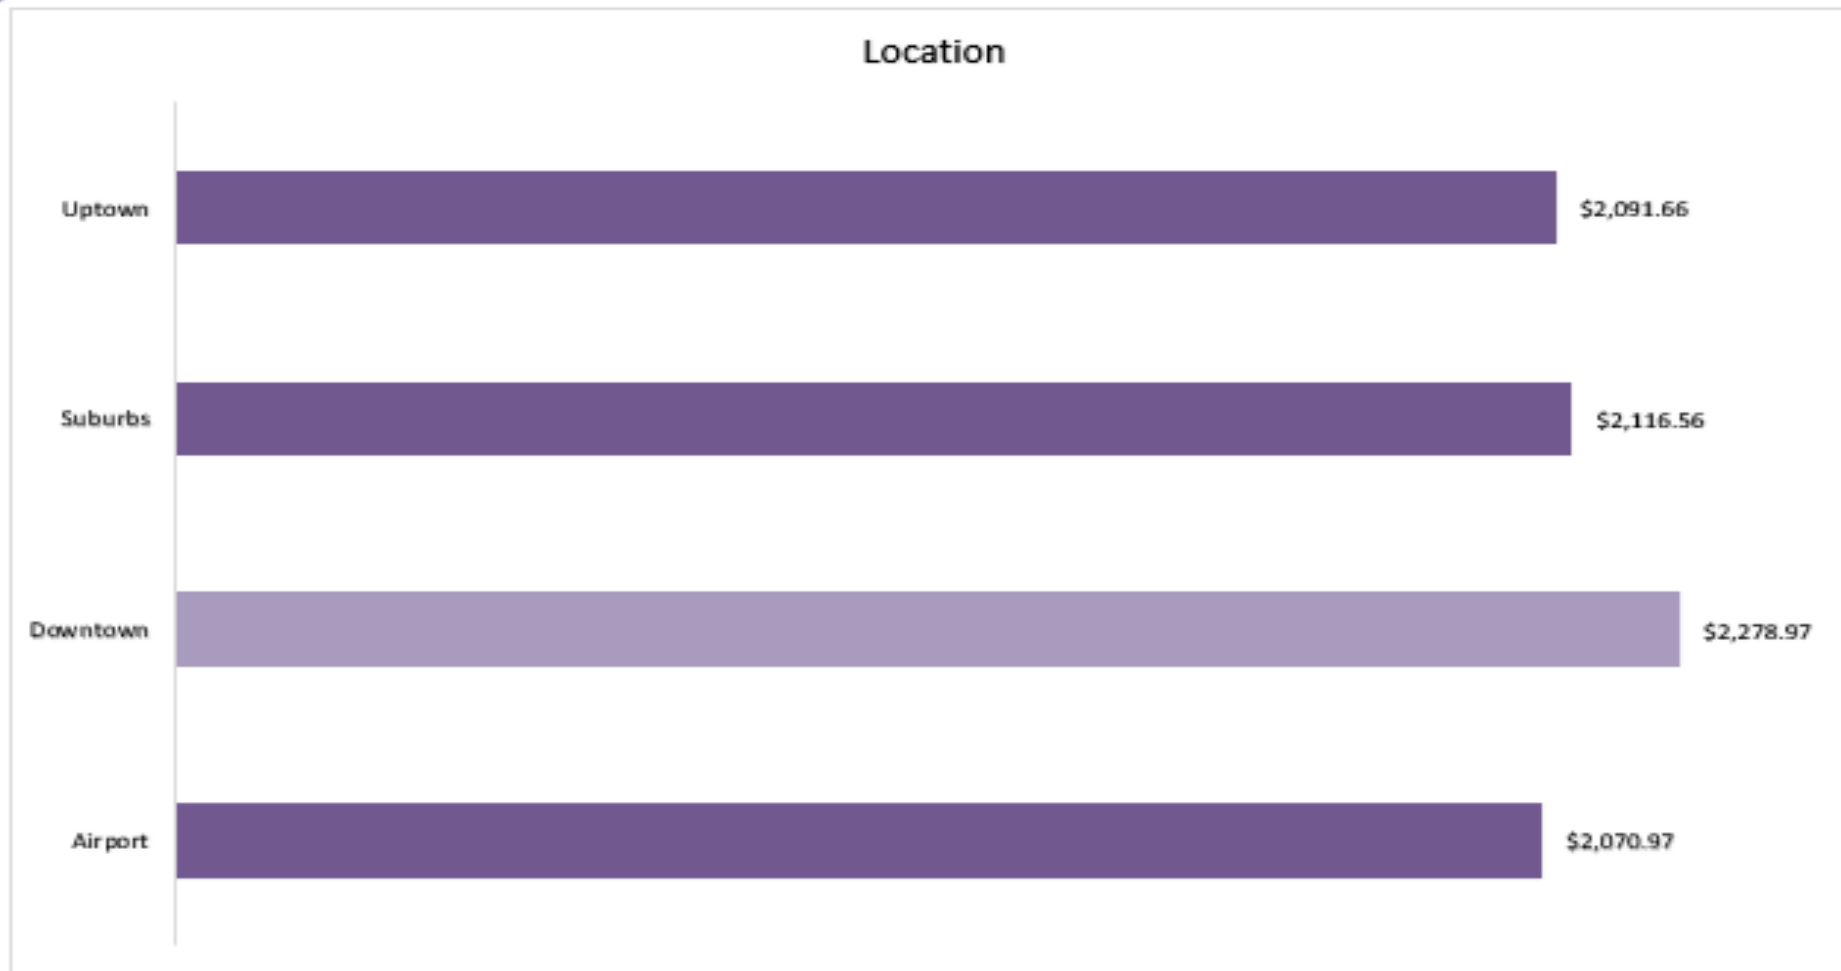 Location
Uptown
$2,091.66
Suburbs
$2,116.56
Downtown
$2,278.97
Airport
$2,070.97